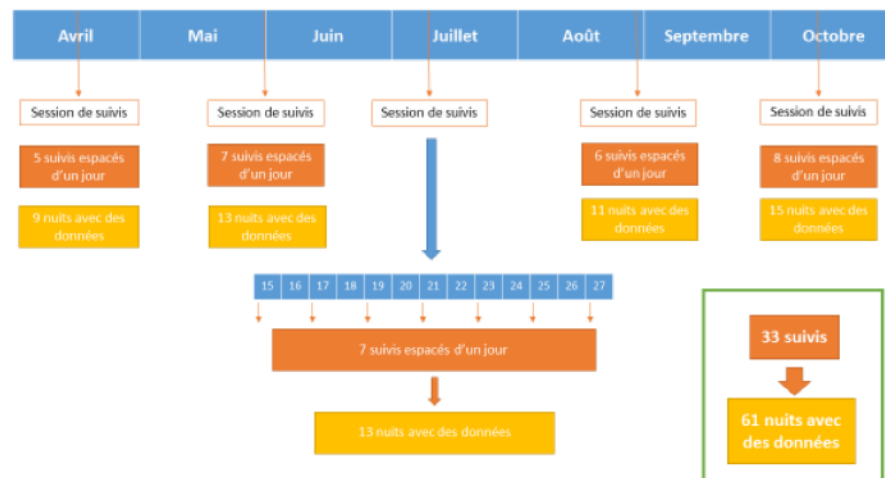 Avril
Mai
Juin
Juillet
Août
Septembre
Octobre
Session de suivis
Session de suivis
Session de suivis
Session de suivis
Session de suivis
5 suivis espacés
d'un jour
7 suivis espacés
d'un jour
6 suivis espacés
d'un jour
8 suivis espacés
d'un jour
9 nuits avec des
données
13 nuits avec des
données
11 nuits avec des
données
15 nuits avec des
données
15 16 17 18 19 20 21 22 23 24 25 26 27
7 suivis espacés d'un jour
13 nuits avec des données
33 suivis
61 nuits avec
des données